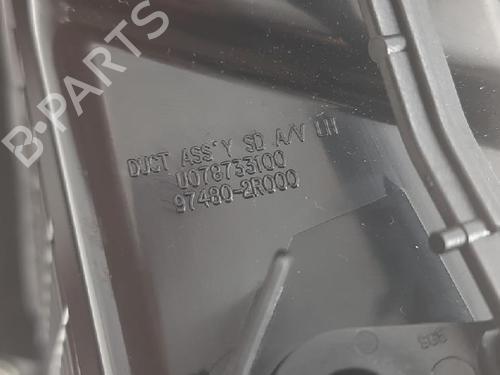 B-PARTS
DUCT ASS'Y SD A/V LH
U078733100
97480-2R000